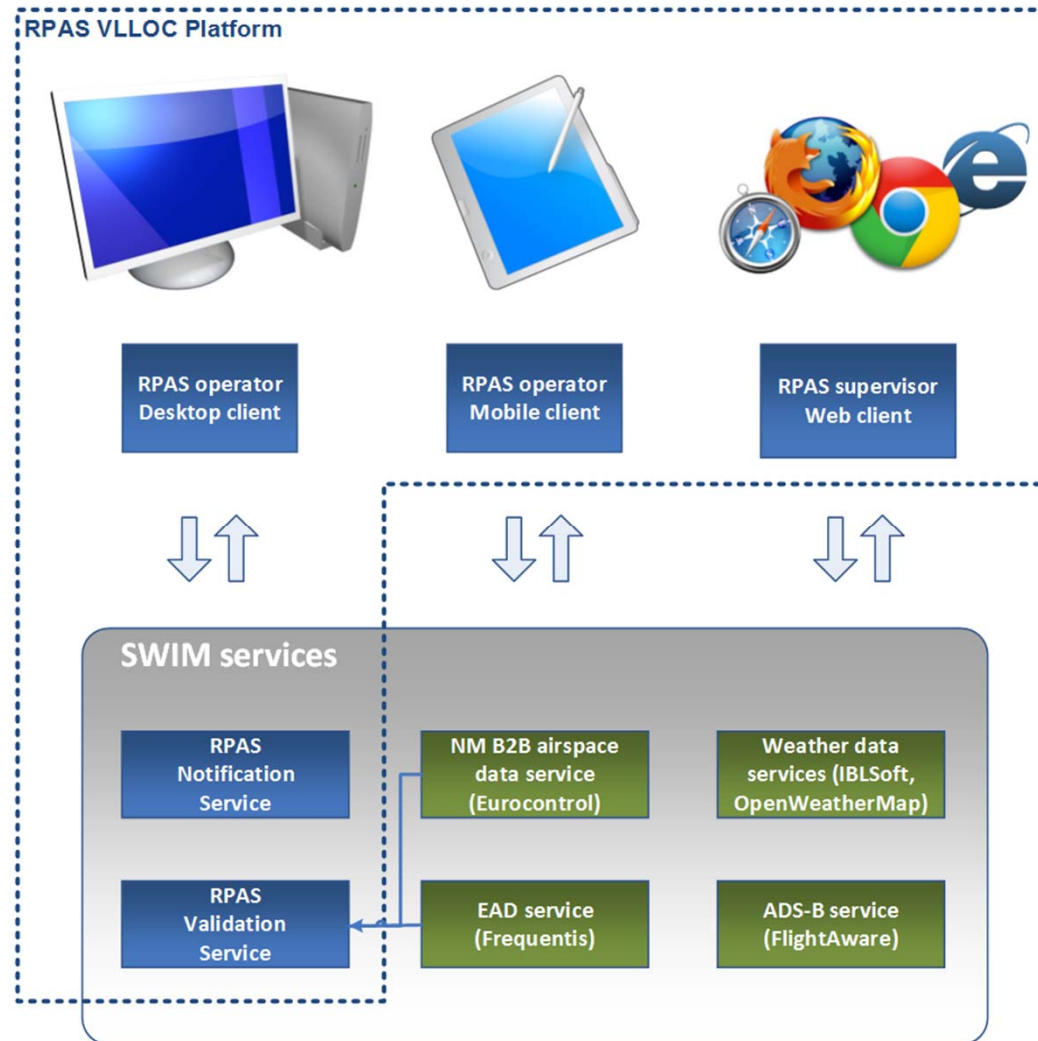 RPAS VLLOC Platform
RPAS operator
Desktop client
RPAS operator
Mobile client
RPAS supervisor
Web client
SWIM services
RPAS
Notification
Service
NM B2B airspace
data service
(Eurocontrol)
Weather data
services (IBLSoft,
OpenWeatherMap)
RPAS
Validation
Service
EAD service
(Frequentis)
ADS-B service
(FlightAware)